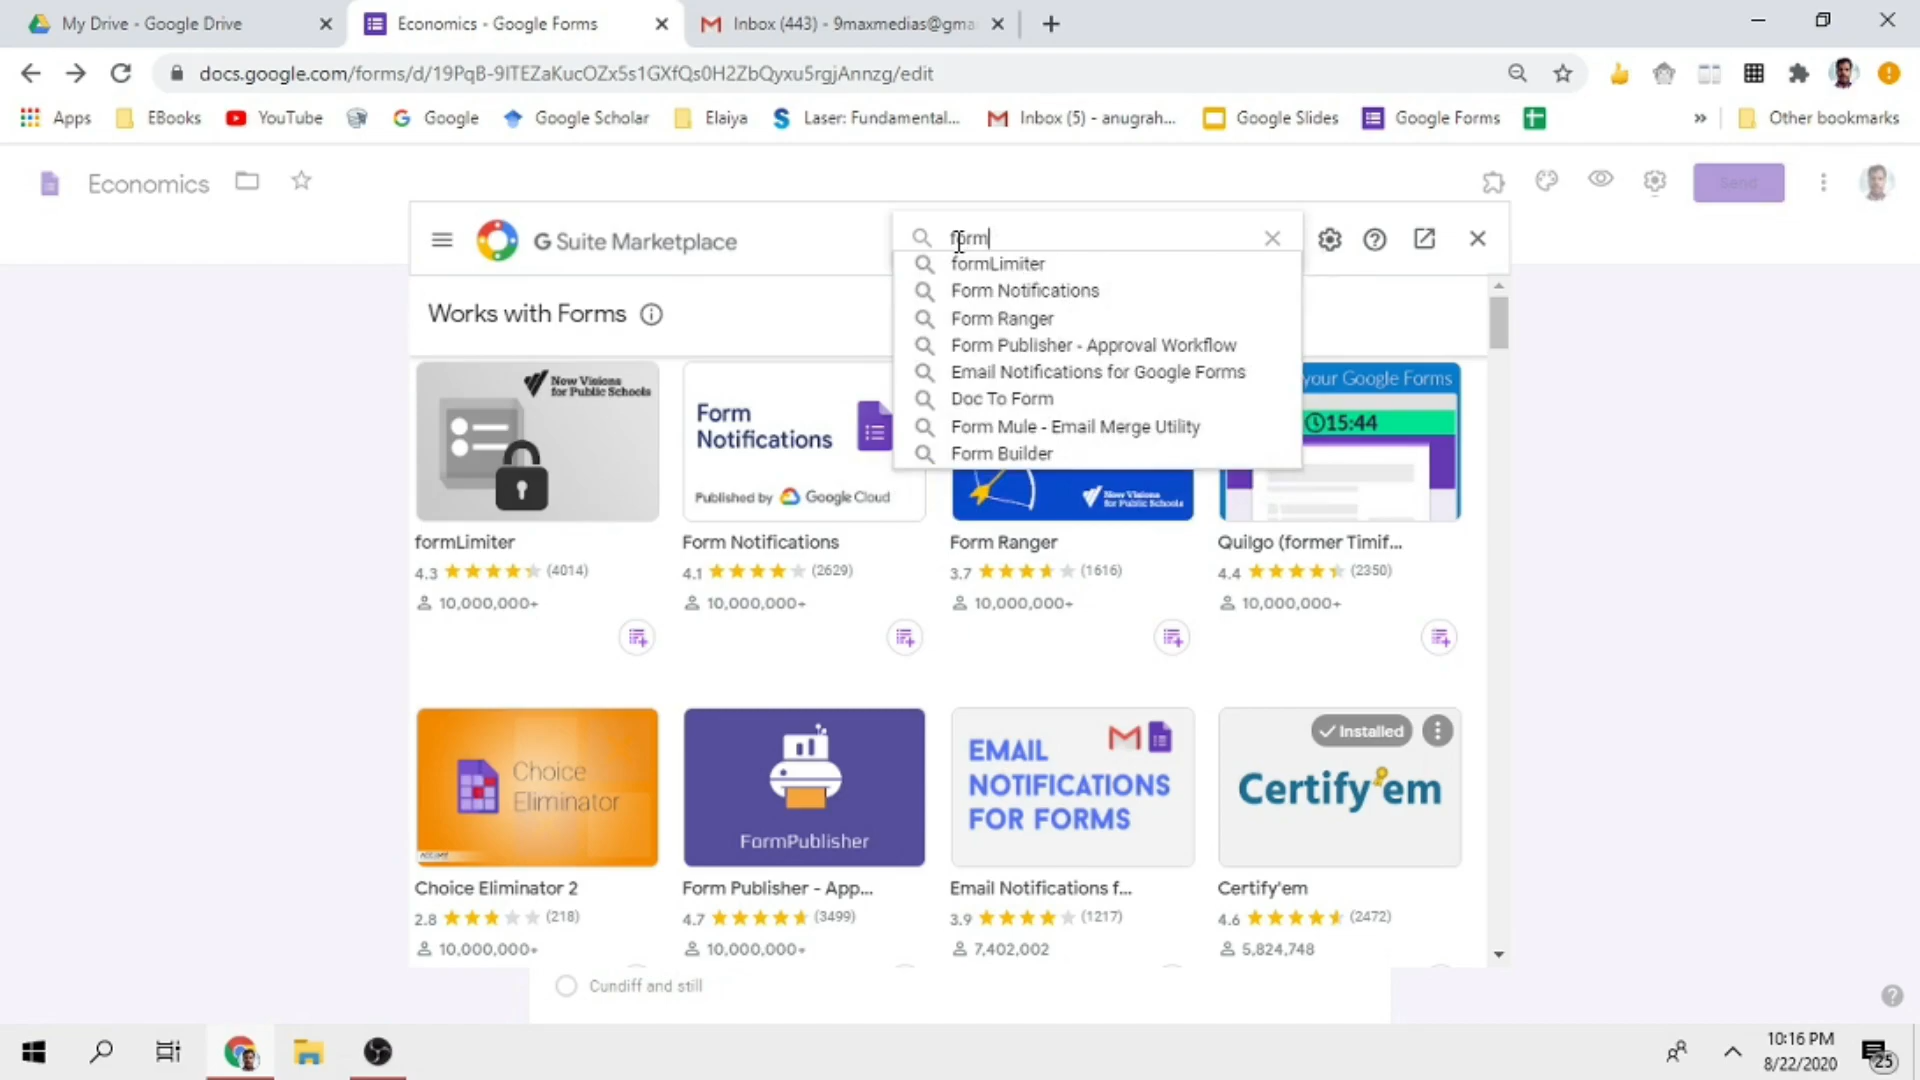 My Drive - Google Drive
Economics - Google Forms
Inbox (443) - 9maxmedias@gma
docs.google.com/forms/d/19PqB-9ITEZaKucOZx5s1GXfQs0H2ZbQyxu5rgjAnnzg/edit
Apps
EBooks
YouTube
Google
Google Scholar
Elaiya
Laser: Fundamental...
Inbox (5) - anugrah...
Google Slides
Google Forms
»
Other bookmarks
Economics
Send
G Suite Marketplace
form
formLimiter
Form Notifications
Form Ranger
Form Publisher - Approval Workflow
Email Notifications for Google Forms
Doc To Form
Form Mule - Email Merge Utility
Form Builder
Works with Forms
New Visions
for Public Schools
Form
Notifications
Published by Google Cloud
New Visions
for Public Schools
your Google Forms
15:44
formLimiter
Form Notifications
Form Ranger
Quilgo (former Timif...
4.3 (4014)
4.1 (2629)
3.7 (1616)
4.4 (2350)
10,000,000+
10,000,000+
10,000,000+
10,000,000+
Choice
Eliminator
FormPublisher
EMAIL
NOTIFICATIONS
FOR FORMS
Installed
Certify'em
Choice Eliminator 2
Form Publisher - App...
Email Notifications f...
Certify'em
2.8 (218)
4.7 (3499)
3.9 (1217)
4.6 (2472)
10,000,000+
10,000,000+
7,402,002
5,824,748
Cundiff and still
10:16 PM
8/22/2020
25